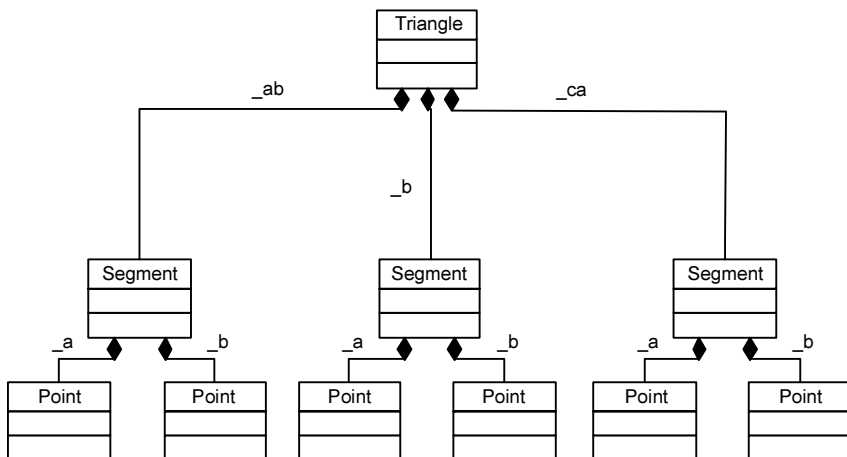 Triangle
_ab
_ca
_b
Segment
Segment
Segment
_a
_b
_a
_b
_a
_b
Point
Point
Point
Point
Point
Point